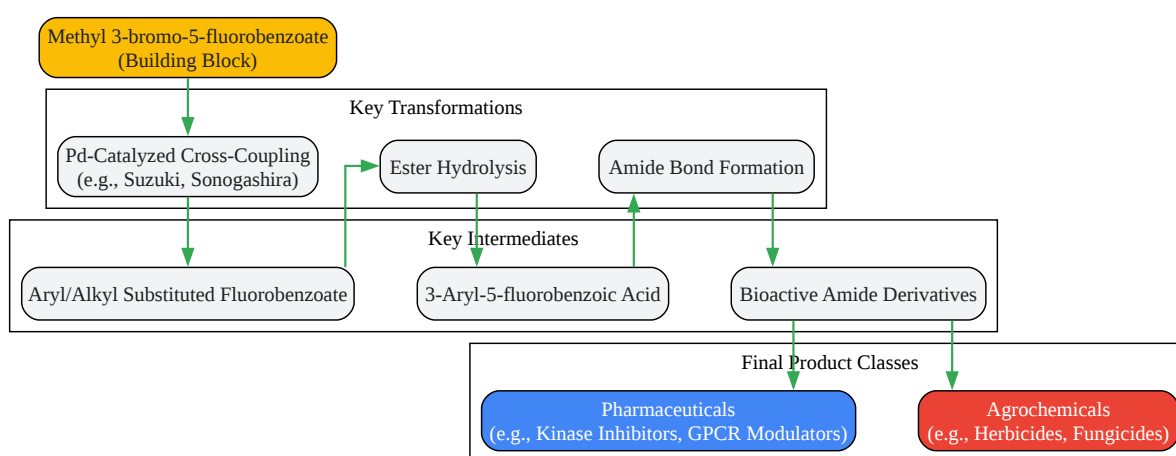 Methyl 3-bromo-5-fluorobenzoate
(Building Block)
Key Transformations
Pd-Catalyzed Cross-Coupling
(e.g., Suzuki, Sonogashira)
Ester Hydrolysis
Amide Bond Formation
Key Intermediates
Aryl/Alkyl Substituted Fluorobenzoate
3-Aryl-5-fluorobenzoic Acid
Bioactive Amide Derivatives
Final Product Classes
Pharmaceuticals
(e.g., Kinase Inhibitors, GPCR Modulators)
Agrochemicals
(e.g., Herbicides, Fungicides)